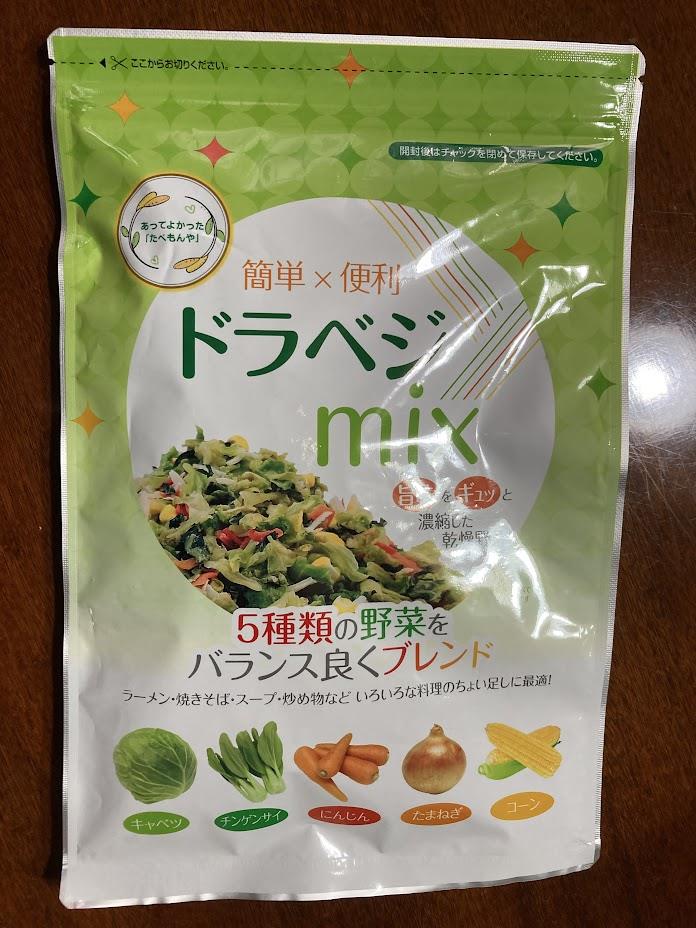 ここからお切りください。
開封後はチャックを閉めて保存してください。
あってよかった
「たべもんや」
簡単×便利
ドラベジ
mix
を ギュッと
濃縮した
乾燥
5種類の野菜を
バランス良くブレンド
ラーメン・焼きそば・スープ・炒め物など いろいろな料理のちょい足しに最適!
キャベツ
チンゲンサイ
にんじん
たまねぎ
コーン